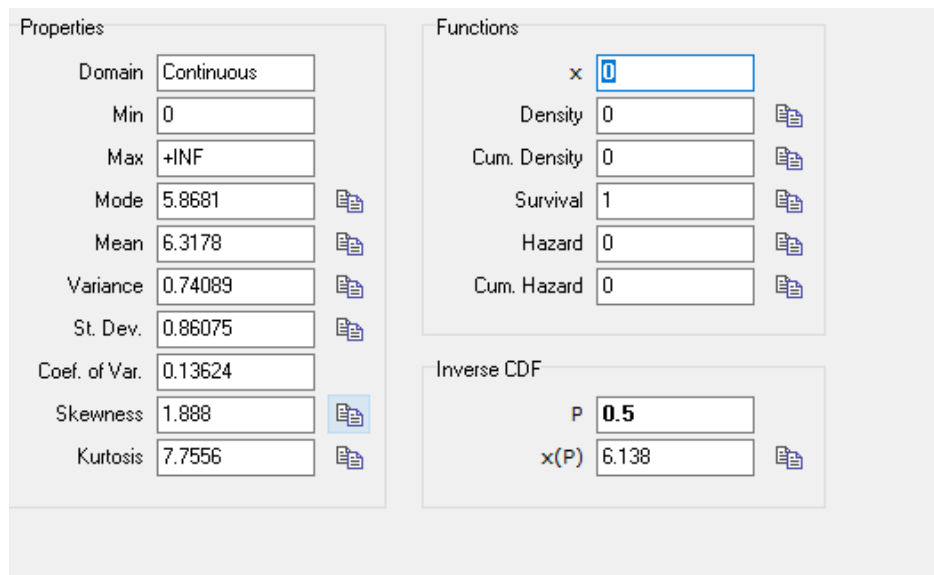 Properties
Domain Continuous
Min 0
Max +INF
Mode 5.8681
Mean 6.3178
Variance 0.74089
St. Dev. 0.86075
Coef. of Var. 0.13624
Skewness 1.888
Kurtosis 7.7556
Functions
x 0
Density 0
Cum. Density 0
Survival 1
Hazard 0
Cum. Hazard 0
Inverse CDF
P 0.5
x(P) 6.138